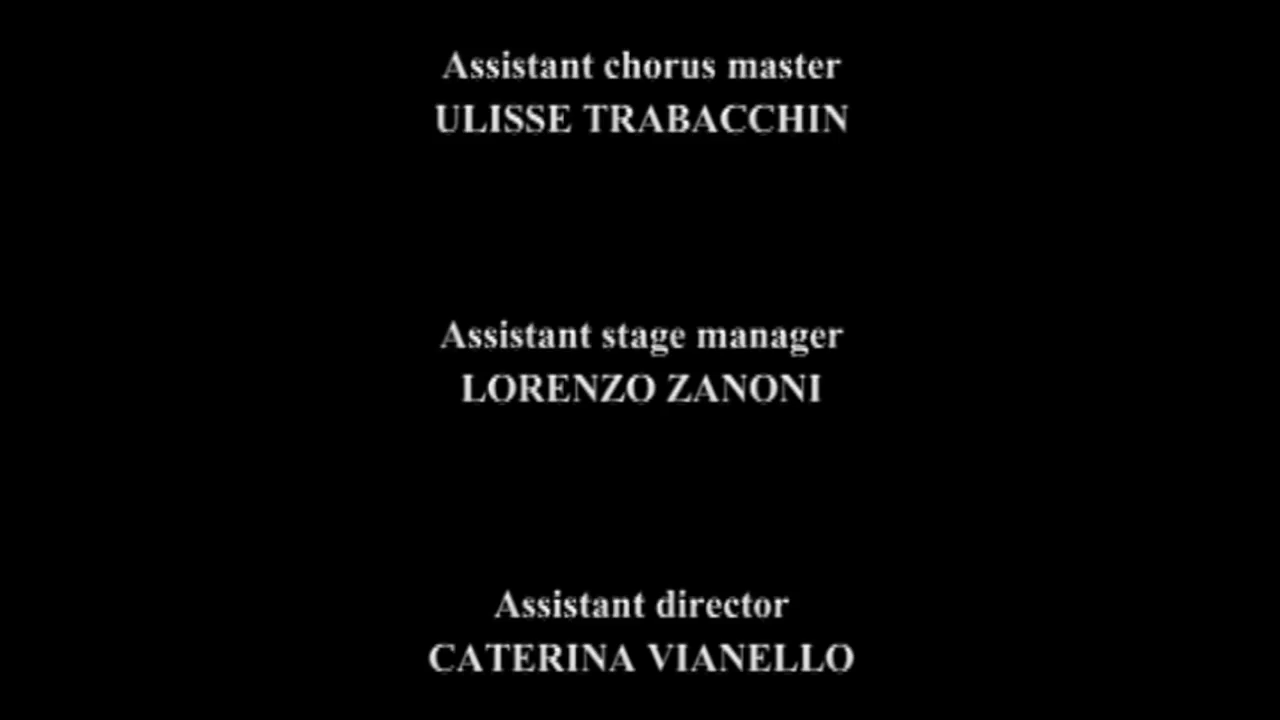 Assistant chorus master
ULISSE TRABACCHIN
Assistant stage manager
LORENZO ZANONI
Assistant director
CATERINA VIANELLO